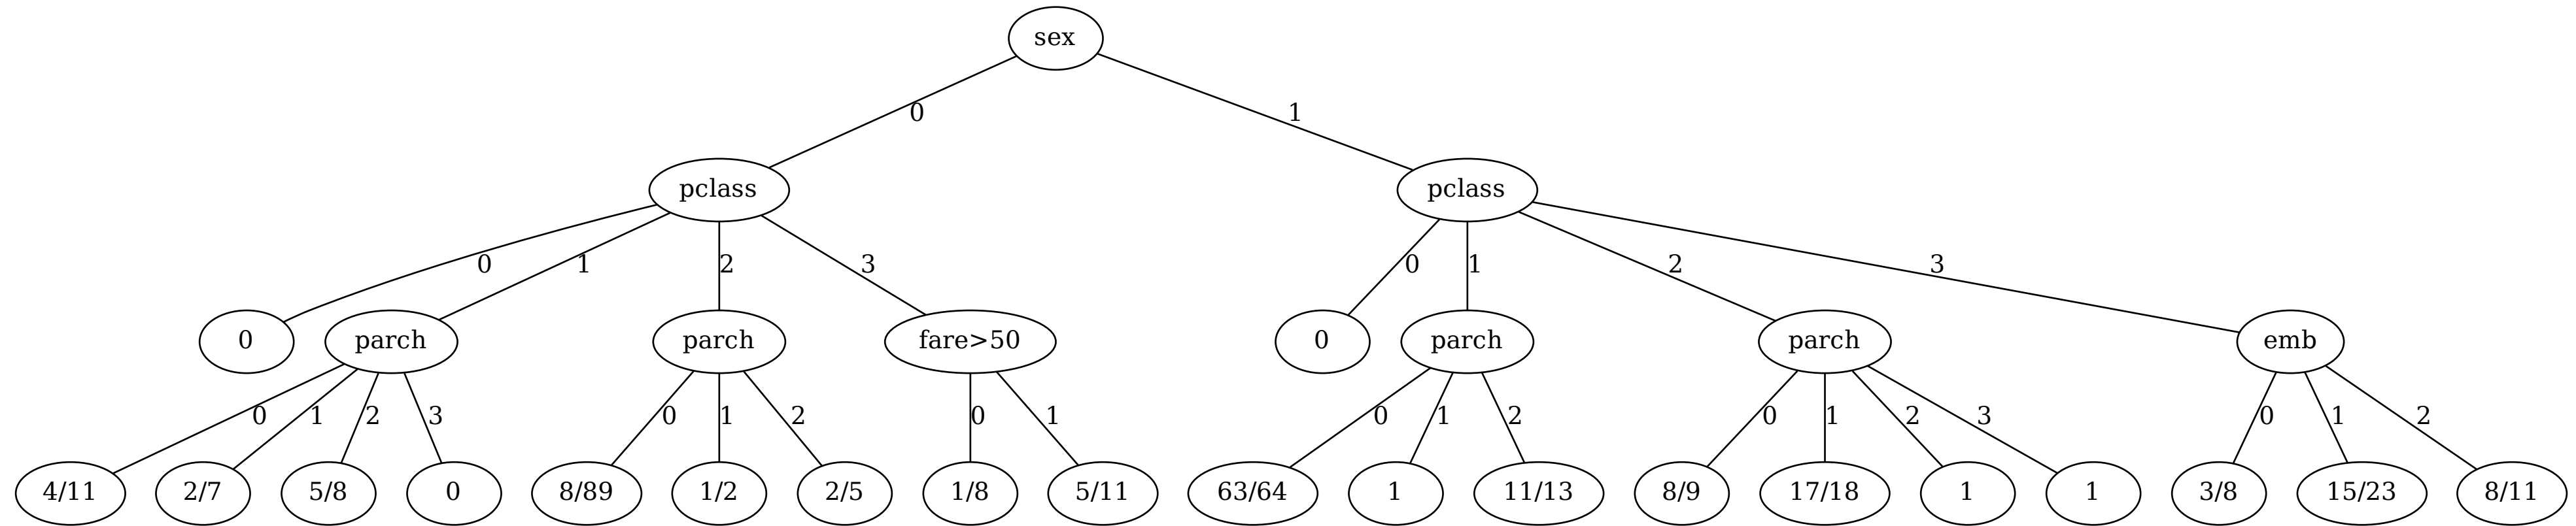 sex
0 1
pclass pclass
0 1 2 3 0 1 2 3
0 parch parch fare>50 0 parch parch emb
0 1 2 3 0 1 2 0 1 0 1 2 0 1 2 3 0 1 2
4/11 2/7 5/8 0 8/89 1/2 2/5 1/8 5/11 63/64 1 11/13 8/9 17/18 1 1 3/8 15/23 8/11